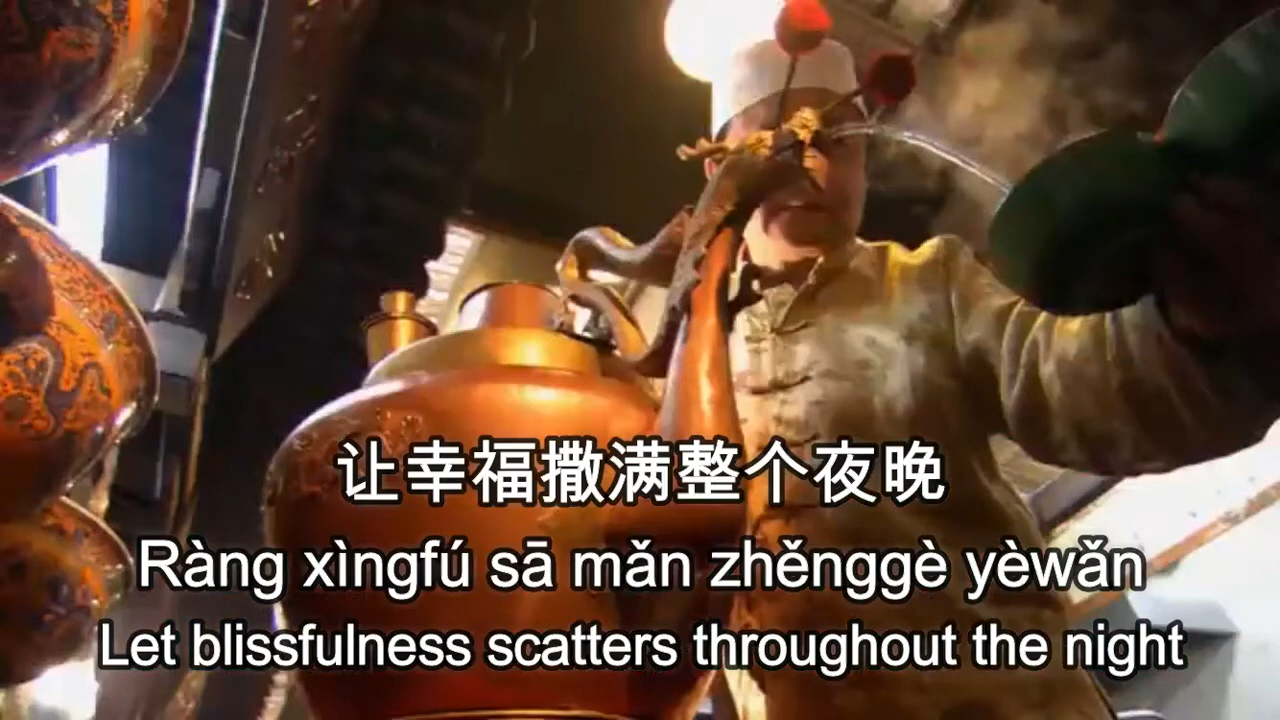 让幸福撒满整个夜晚
Ràng xìngfú sā mǎn zhěnggè yèwǎn
Let blissfulness scatters throughout the night